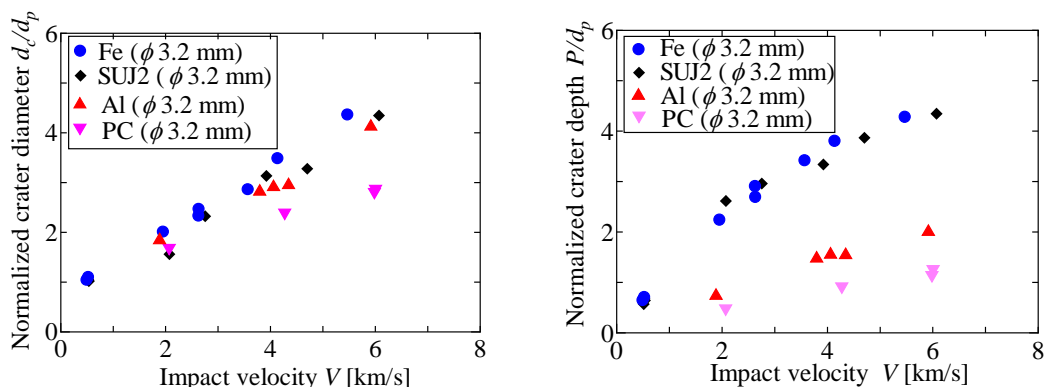 Normalized crater diameter d_c/d_p
6
4
2
0
Fe (ϕ 3.2 mm)
SUJ2 (ϕ 3.2 mm)
Al (ϕ 3.2 mm)
PC (ϕ 3.2 mm)
0 2 4 6 8
Impact velocity V [km/s]
Normalized crater depth P/d_p
6
4
2
0
Fe (ϕ 3.2 mm)
SUJ2 (ϕ 3.2 mm)
Al (ϕ 3.2 mm)
PC (ϕ 3.2 mm)
0 2 4 6 8
Impact velocity V [km/s]